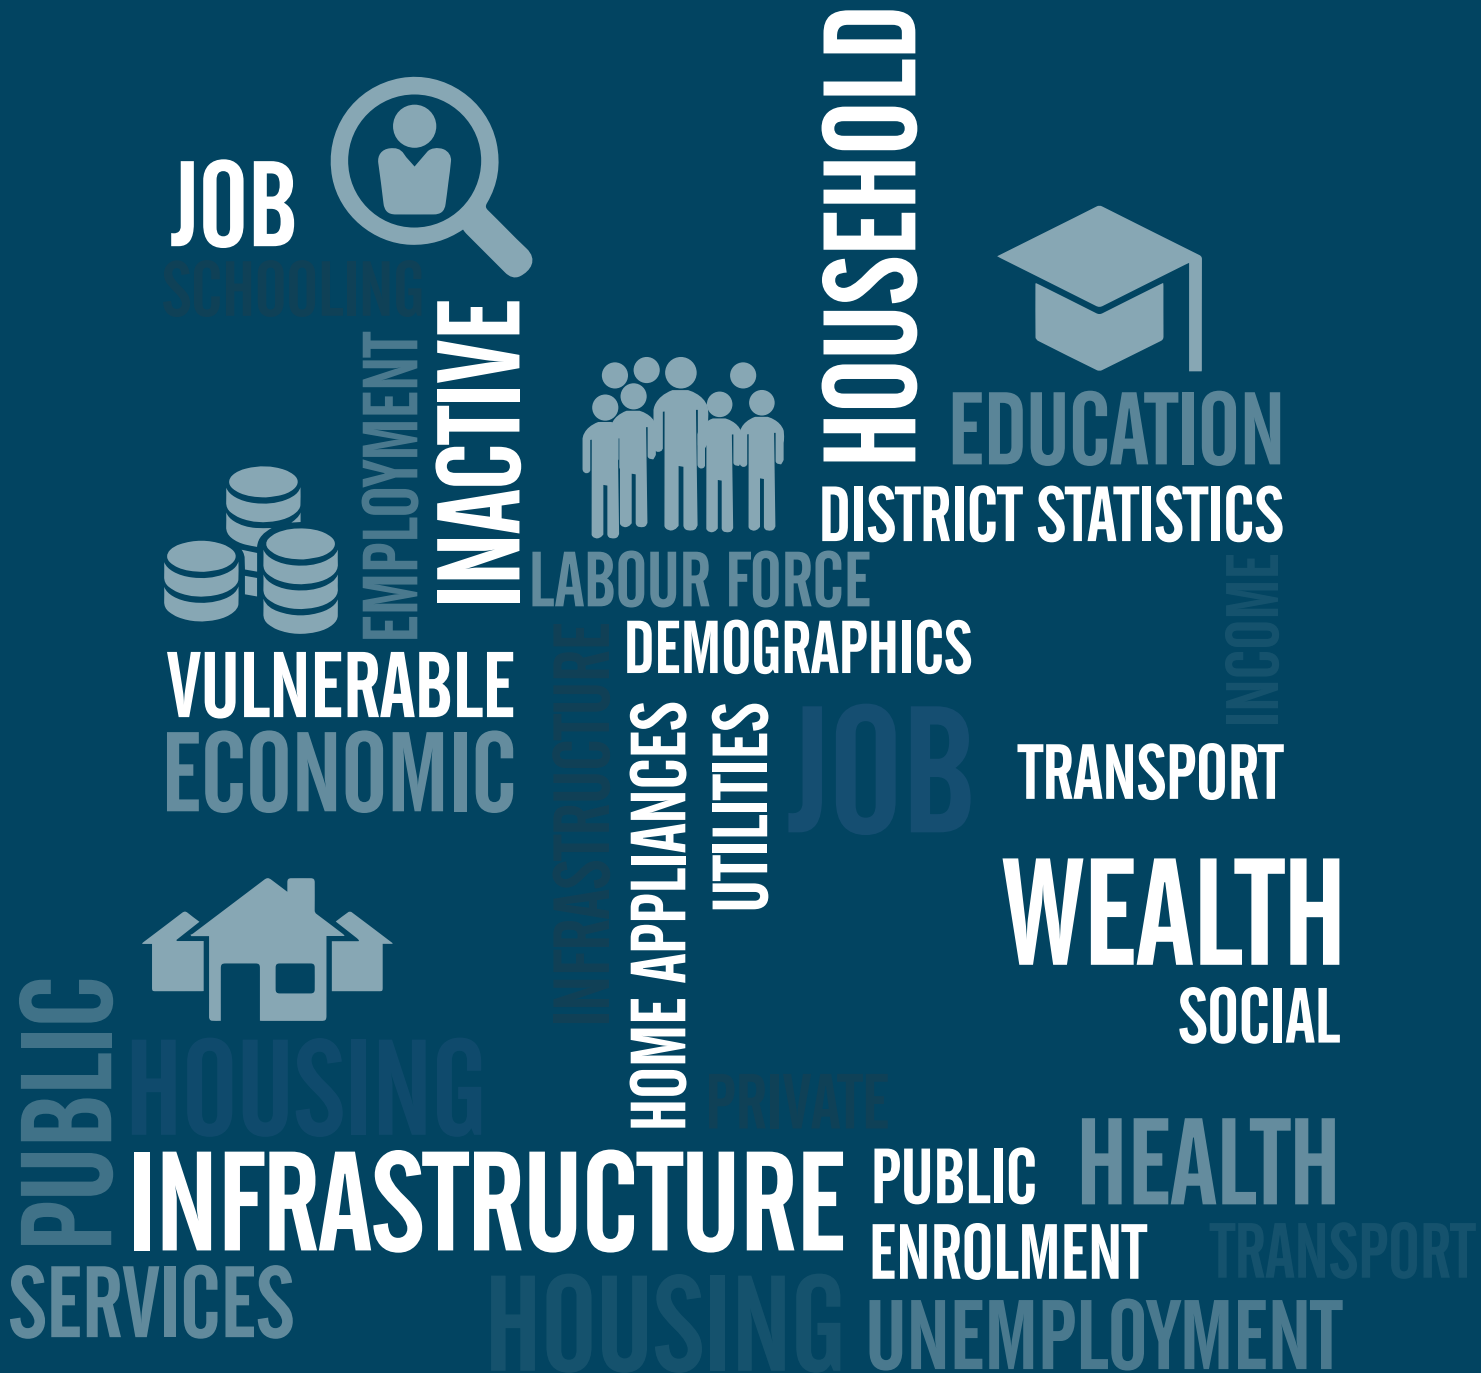 HOUSEHOLD
JOB
SCHOOLING
EMPLOYMENT
INACTIVE
EDUCATION
DISTRICT STATISTICS
LABOUR FORCE
INCOME
INFRASTRUCTURE
DEMOGRAPHICS
VULNERABLE
ECONOMIC
HOME APPLIANCES
UTILITIES
JOB
TRANSPORT
WEALTH
SOCIAL
PUBLIC
HOUSING
PRIVATE
INFRASTRUCTURE
PUBLIC
ENROLMENT
HEALTH
TRANSPORT
SERVICES
HOUSING
UNEMPLOYMENT